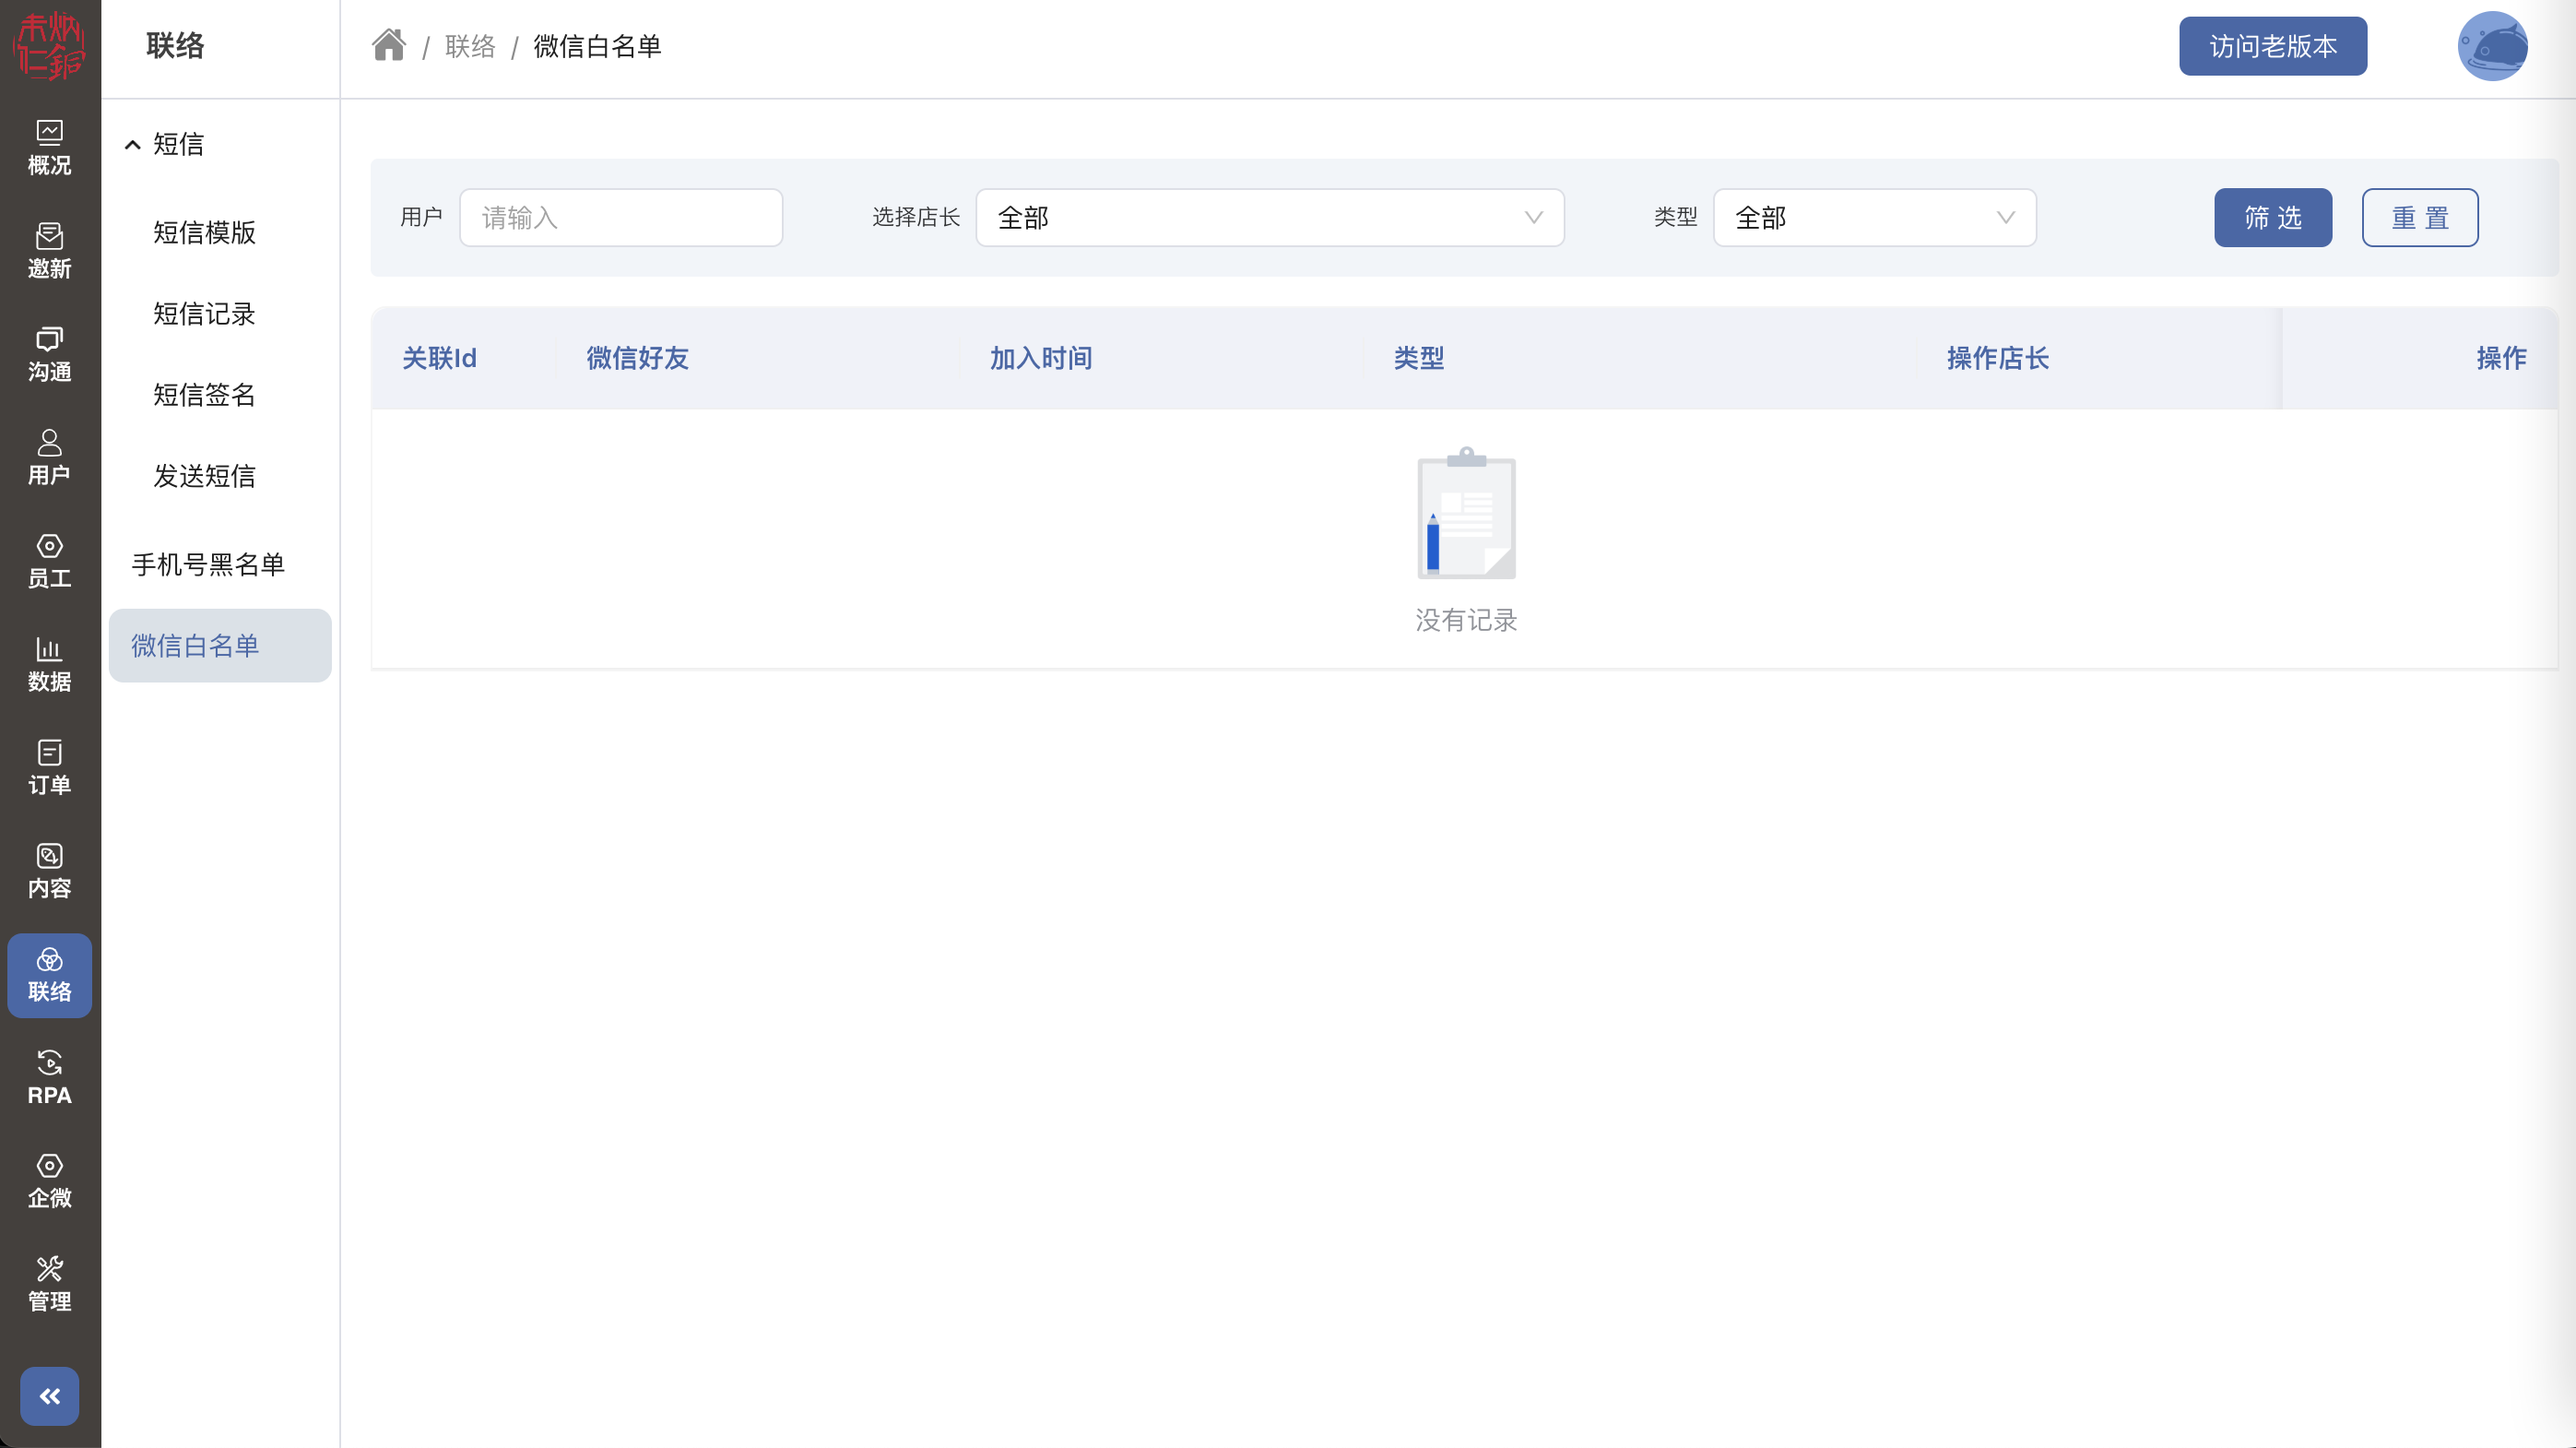 联络
/ 联络 / 微信白名单
访问老版本
概况
邀新
沟通
用户
员工
数据
订单
内容
联络
RPA
企微
管理
短信
短信模版
短信记录
短信签名
发送短信
手机号黑名单
微信白名单
用户 请输入 选择店长 全部 类型 全部 筛选 重置
关联Id 微信好友 加入时间 类型 操作店长 操作
没有记录